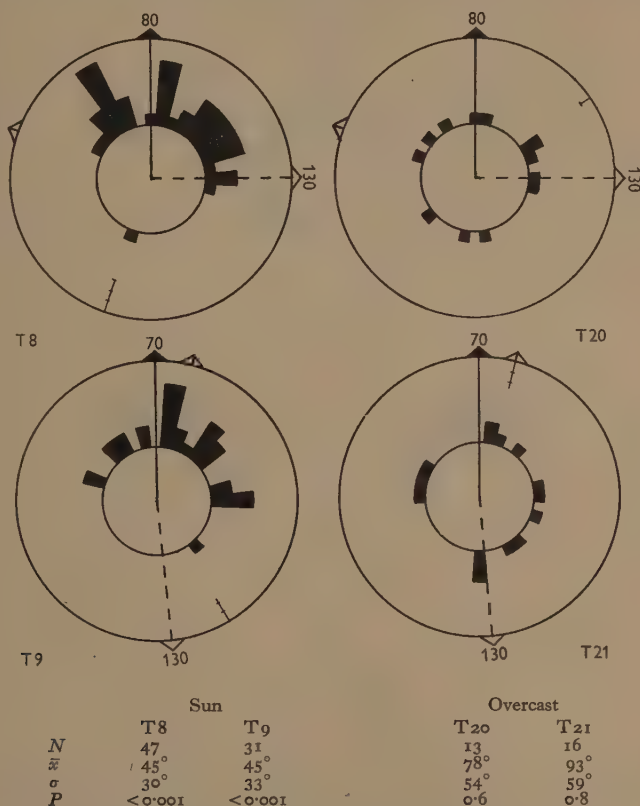 80 80
130 130
T8 T20
70 70
T9 130 130 T21
Sun Overcast
T8 T9 T20 T21
N 47 31 13 16
x̄ 45° 45° 78° 93°
σ 30° 33° 54° 59°
P <0·001 <0·001 0·6 0·8